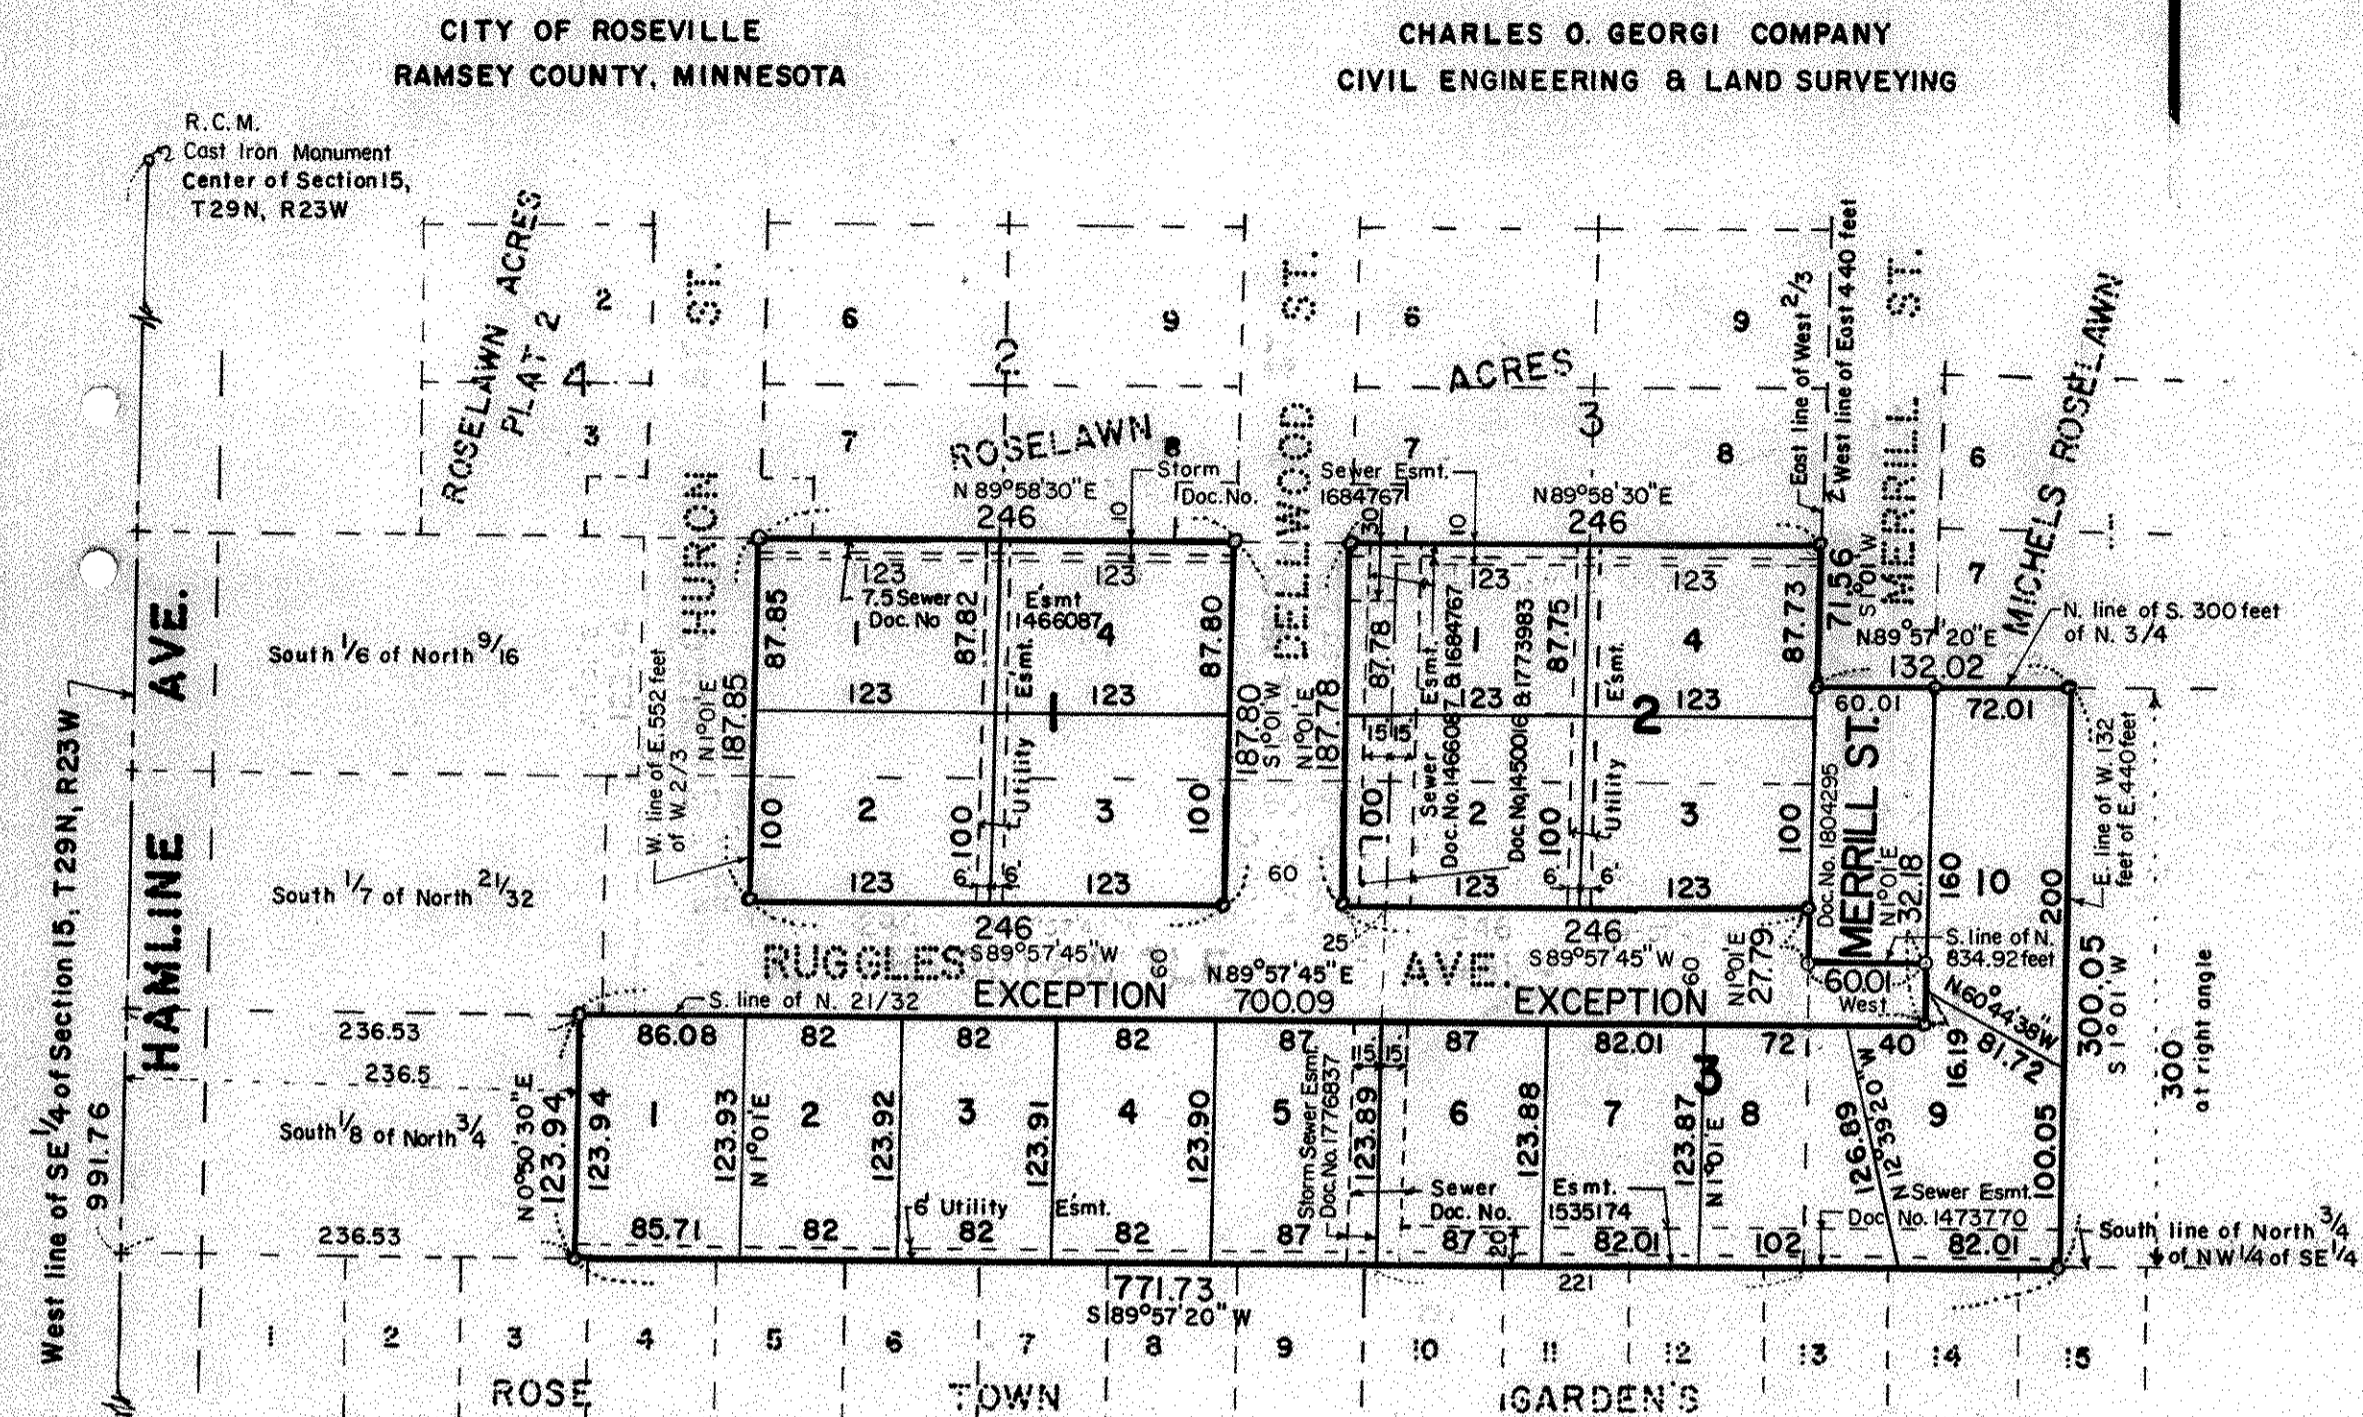 CITY OF ROSEVILLE
RAMSEY COUNTY, MINNESOTA
CHARLES O. GEORGI COMPANY
CIVIL ENGINEERING & LAND SURVEYING
R.C.M.
Cast Iron Monument
Center of Section 15,
T29N, R23W
ROSELAWN ACRES
PLAT 2
2
4
3
HURON ST.
6
9
2
7
8
ROSELAWN
DELLWOOD ST.
6
9
ACRES
3
7
8
East line of West 2/3
West line of East 440 feet
MERRILL ST.
6
7
MICHELS ROSELAWN
N 89°58'30"E
246
10
Storm
Doc. No.
Sewer Esmt.
1684767
30
10
N89°58'30"E
246
71.56
S 1°01'W
N89°57'20"E
132.02
N. line of S. 300 feet
of N. 3/4
60.01
72.01
HAMLINE AVE.
South 1/6 of North 9/16
South 1/7 of North 21/32
South 1/8 of North 3/4
West line of SE 1/4 of Section 15, T29N, R23W
991.76
W. line of E. 552 feet
of W. 2/3
N 1°01'E
187.85
123
123
7.5 Sewer
Doc. No
E'smt
1466087
87.85
1
87.82
4
87.80
123
123
Utility Esmt.
1
100
2
100
3
100
6
6
123
123
246
S89°57'45"W
187.80
S 1°01'W
N 1°01'E
187.78
60
123
123
87.78
1
87.75
4
87.73
123
123
2
15
15
Sewer Esmt.
Doc. No. 1466087 & 1684767
Doc. No. 1450016 & 1773983
Utility E'smt.
100
2
100
3
100
6
6
123
123
246
S89°57'45"W
25
60
60
Doc. No. 1804295
MERRILL ST.
N 1°01'E
132.18
160
10
200
E. line of W. 132
feet of E. 440 feet
S. line of N.
834.92 feet
N 1°01'E
27.79
60.01
West
N60°44'38"W
81.72
300.05
S 1°01'W
300
at right angle
RUGGLES AVE.
S. line of N. 21/32
EXCEPTION
N.89°57'45"E
700.09
EXCEPTION
236.53
236.5
236.53
N 0°50'30"E
123.94
86.08
82
82
82
87
87
82.01
72
40
16.19
3
123.94
1
123.93
N 1°01'E
2
123.92
3
123.91
4
123.90
5
Storm Sewer Esmt.
Doc. No. 1776837
15
15
123.89
6
123.88
7
123.87
N 1°01'E
8
126.89
N12°39'20"W
9
100.05
6' Utility Esmt.
Sewer Esmt.
Doc. No. 1535174
Sewer Esmt.
Doc. No. 1473770
85.71
82
82
82
87
87
20
82.01
102
82.01
South line of North 3/4
of NW 1/4 of SE 1/4
771.73
S 89°57'20" W
221
1
2
3
4
5
6
7
8
9
10
11
12
13
14
15
ROSE TOWN GARDEN'S